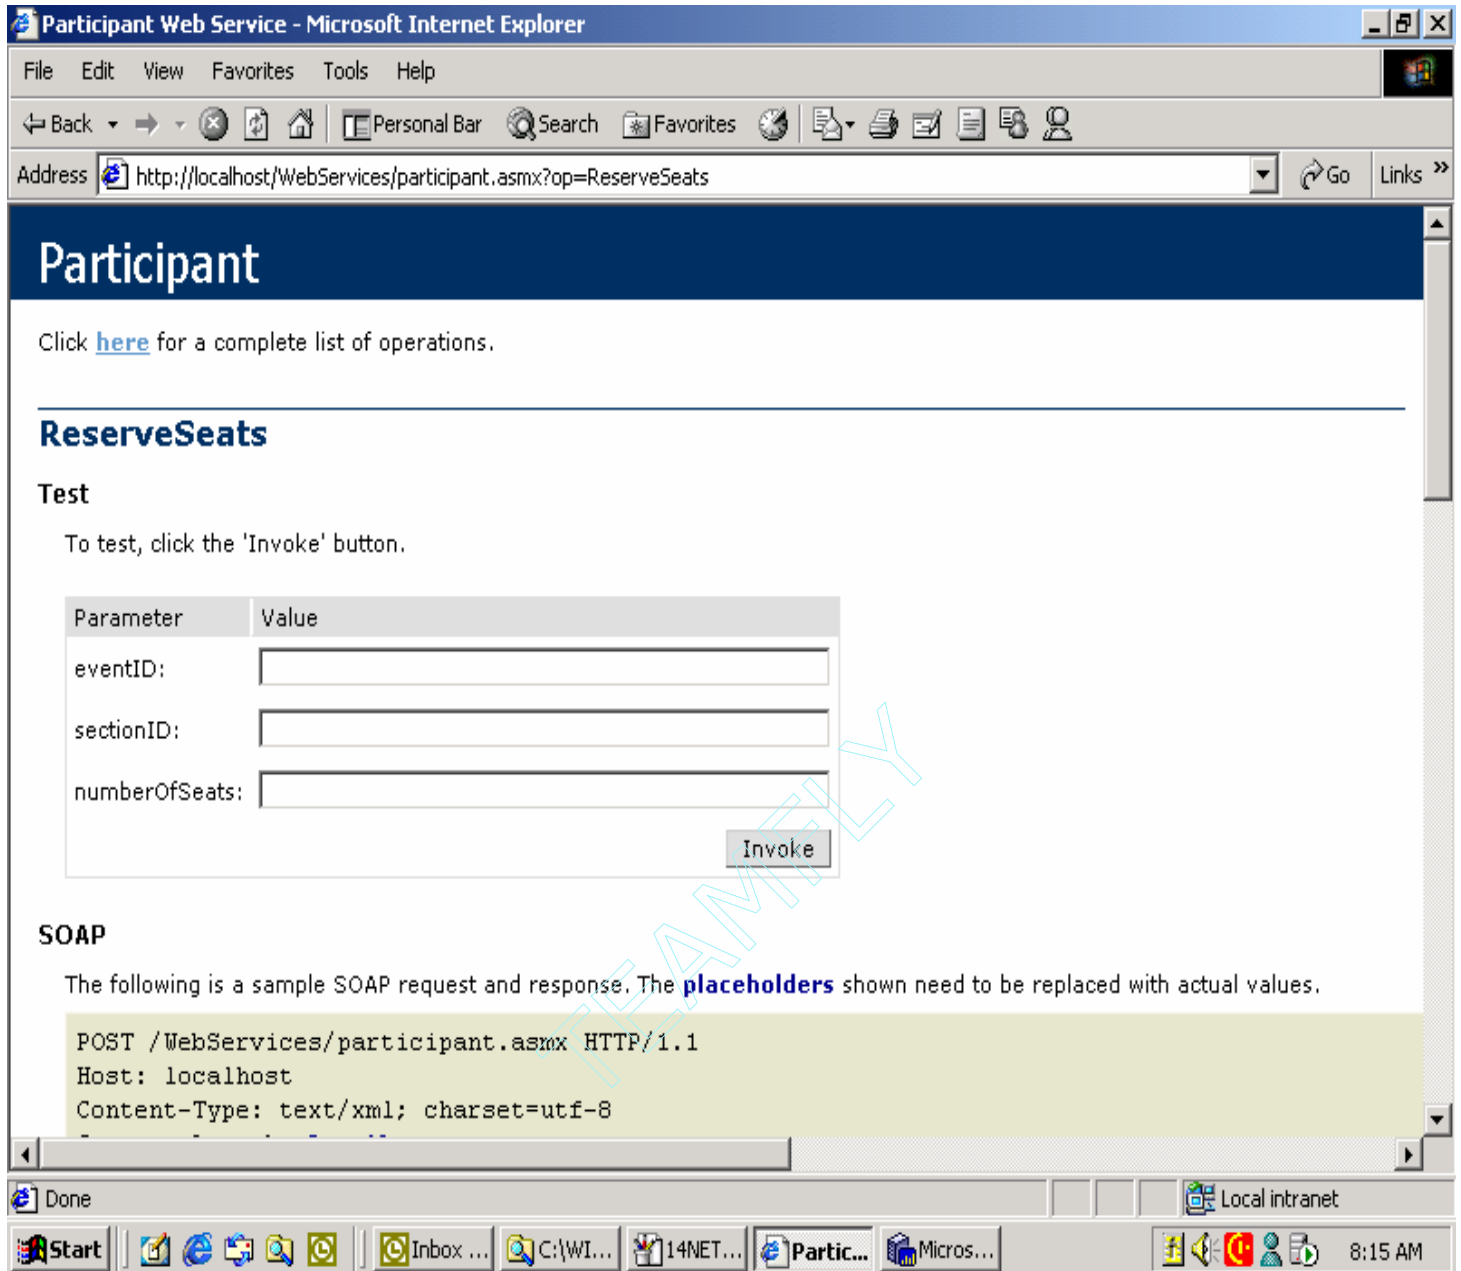 Participant Web Service - Microsoft Internet Explorer
File Edit View Favorites Tools Help
Back Personal Bar Search Favorites
Address http://localhost/WebServices/participant.asmx?op=ReserveSeats Go Links »
Participant
Click here for a complete list of operations.
ReserveSeats
Test
To test, click the 'Invoke' button.
Parameter Value
eventID:
sectionID:
numberOfSeats:
Invoke
SOAP
The following is a sample SOAP request and response. The placeholders shown need to be replaced with actual values.
POST /WebServices/participant.asmx HTTP/1.1
Host: localhost
Content-Type: text/xml; charset=utf-8
TEAMFLY
Done Local intranet
Start Inbox ... C:\WI... 14NET... Partic... Micros... 8:15 AM